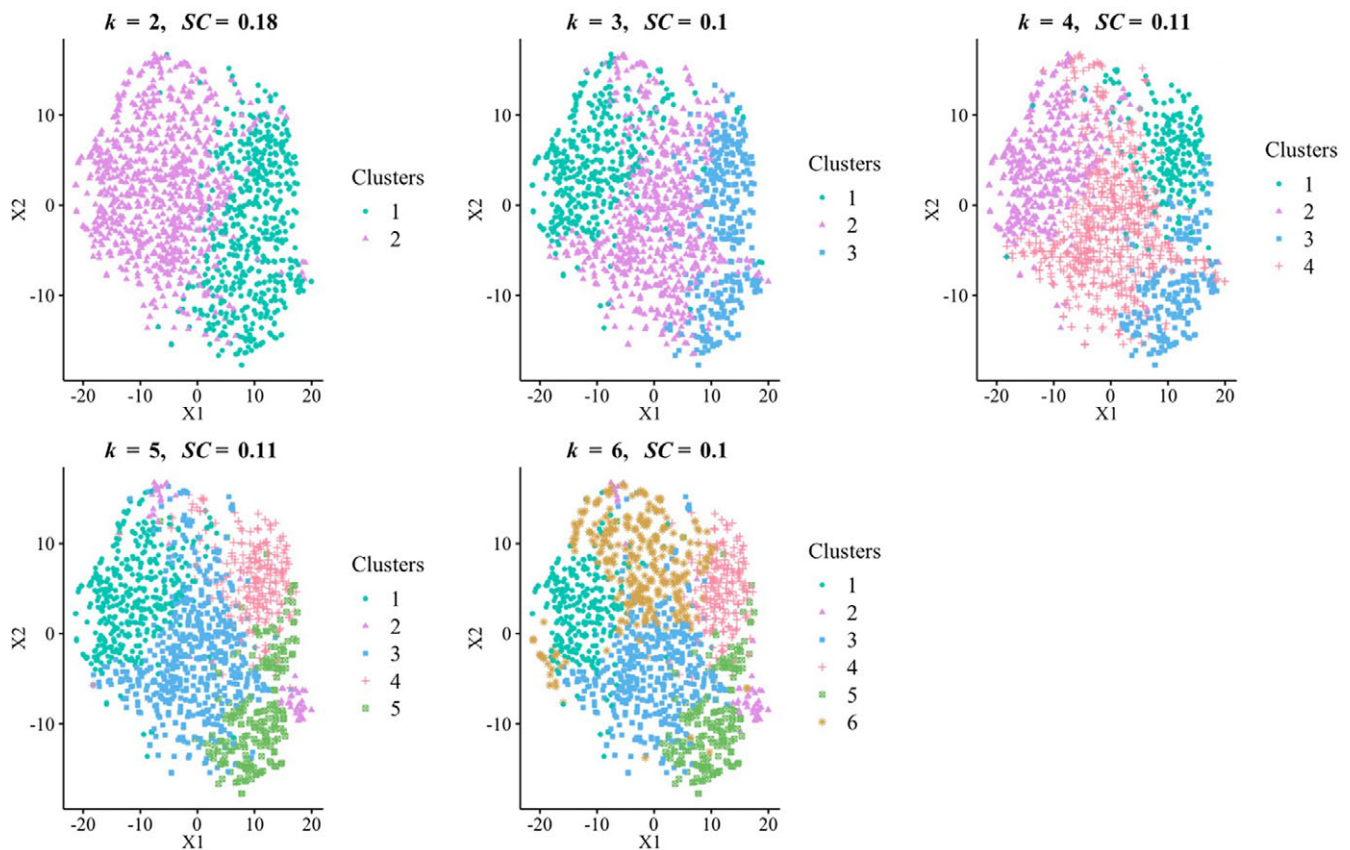 k = 2, SC = 0.18
10
0
-10
X2
-20 -10 0 10 20
X1
Clusters
1
2
k = 3, SC = 0.1
10
0
-10
X2
-20 -10 0 10 20
X1
Clusters
1
2
3
k = 4, SC = 0.11
10
0
-10
X2
-20 -10 0 10 20
X1
Clusters
1
2
3
4
k = 5, SC = 0.11
10
0
-10
X2
-20 -10 0 10 20
X1
Clusters
1
2
3
4
5
k = 6, SC = 0.1
10
0
-10
X2
-20 -10 0 10 20
X1
Clusters
1
2
3
4
5
6